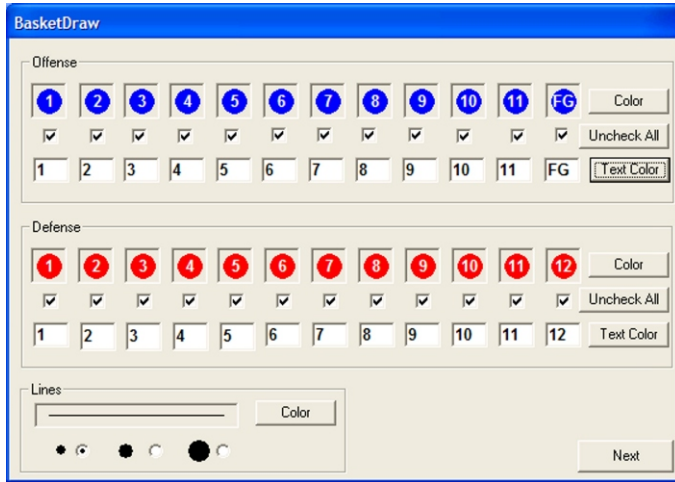 BasketDraw
Offense
1 2 3 4 5 6 7 8 9 10 11 FG Color
Uncheck All
1 2 3 4 5 6 7 8 9 10 11 FG Text Color
Defense
1 2 3 4 5 6 7 8 9 10 11 12 Color
Uncheck All
1 2 3 4 5 6 7 8 9 10 11 12 Text Color
Lines
Color
Next